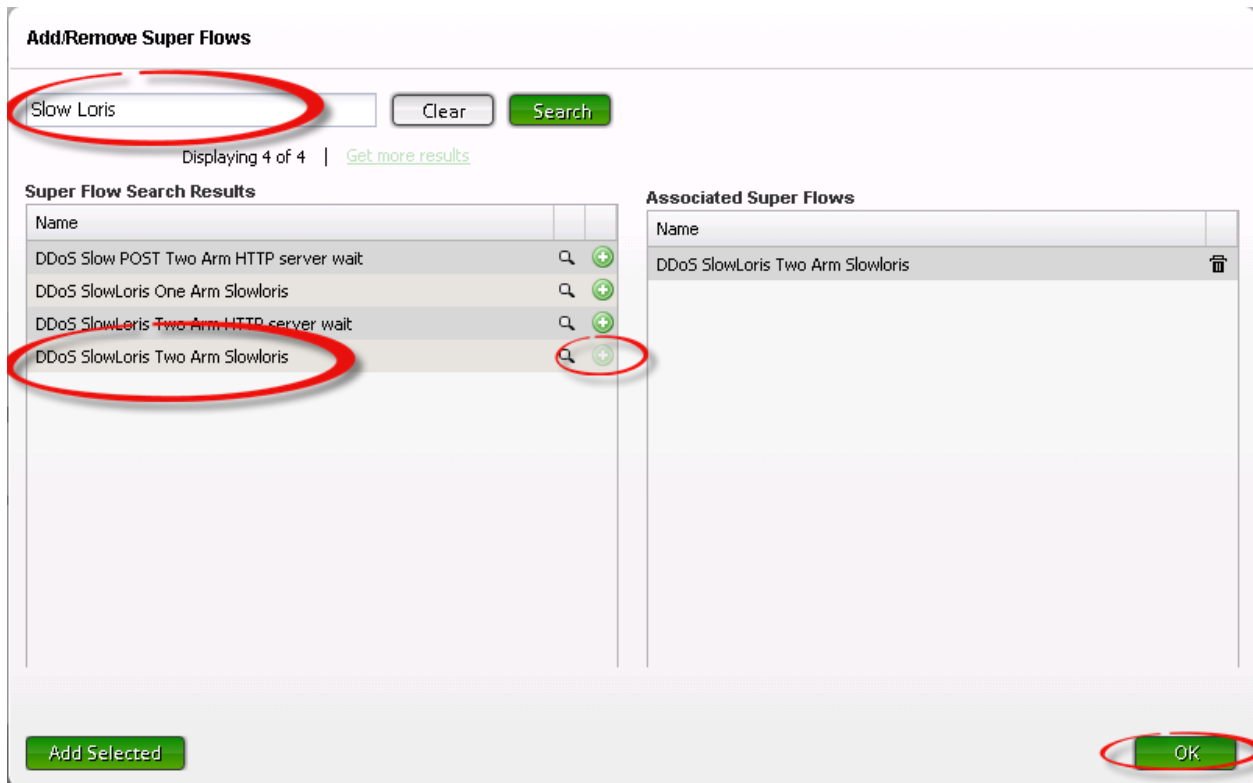 Add/Remove Super Flows
Slow Loris
Clear
Search
Displaying 4 of 4 | Get more results
Super Flow Search Results
Name
DDoS Slow POST Two Arm HTTP server wait
DDoS SlowLoris One Arm Slowloris
DDoS SlowLoris Two Arm HTTP server wait
DDoS SlowLoris Two Arm Slowloris
Associated Super Flows
Name
DDoS SlowLoris Two Arm Slowloris
Add Selected
OK